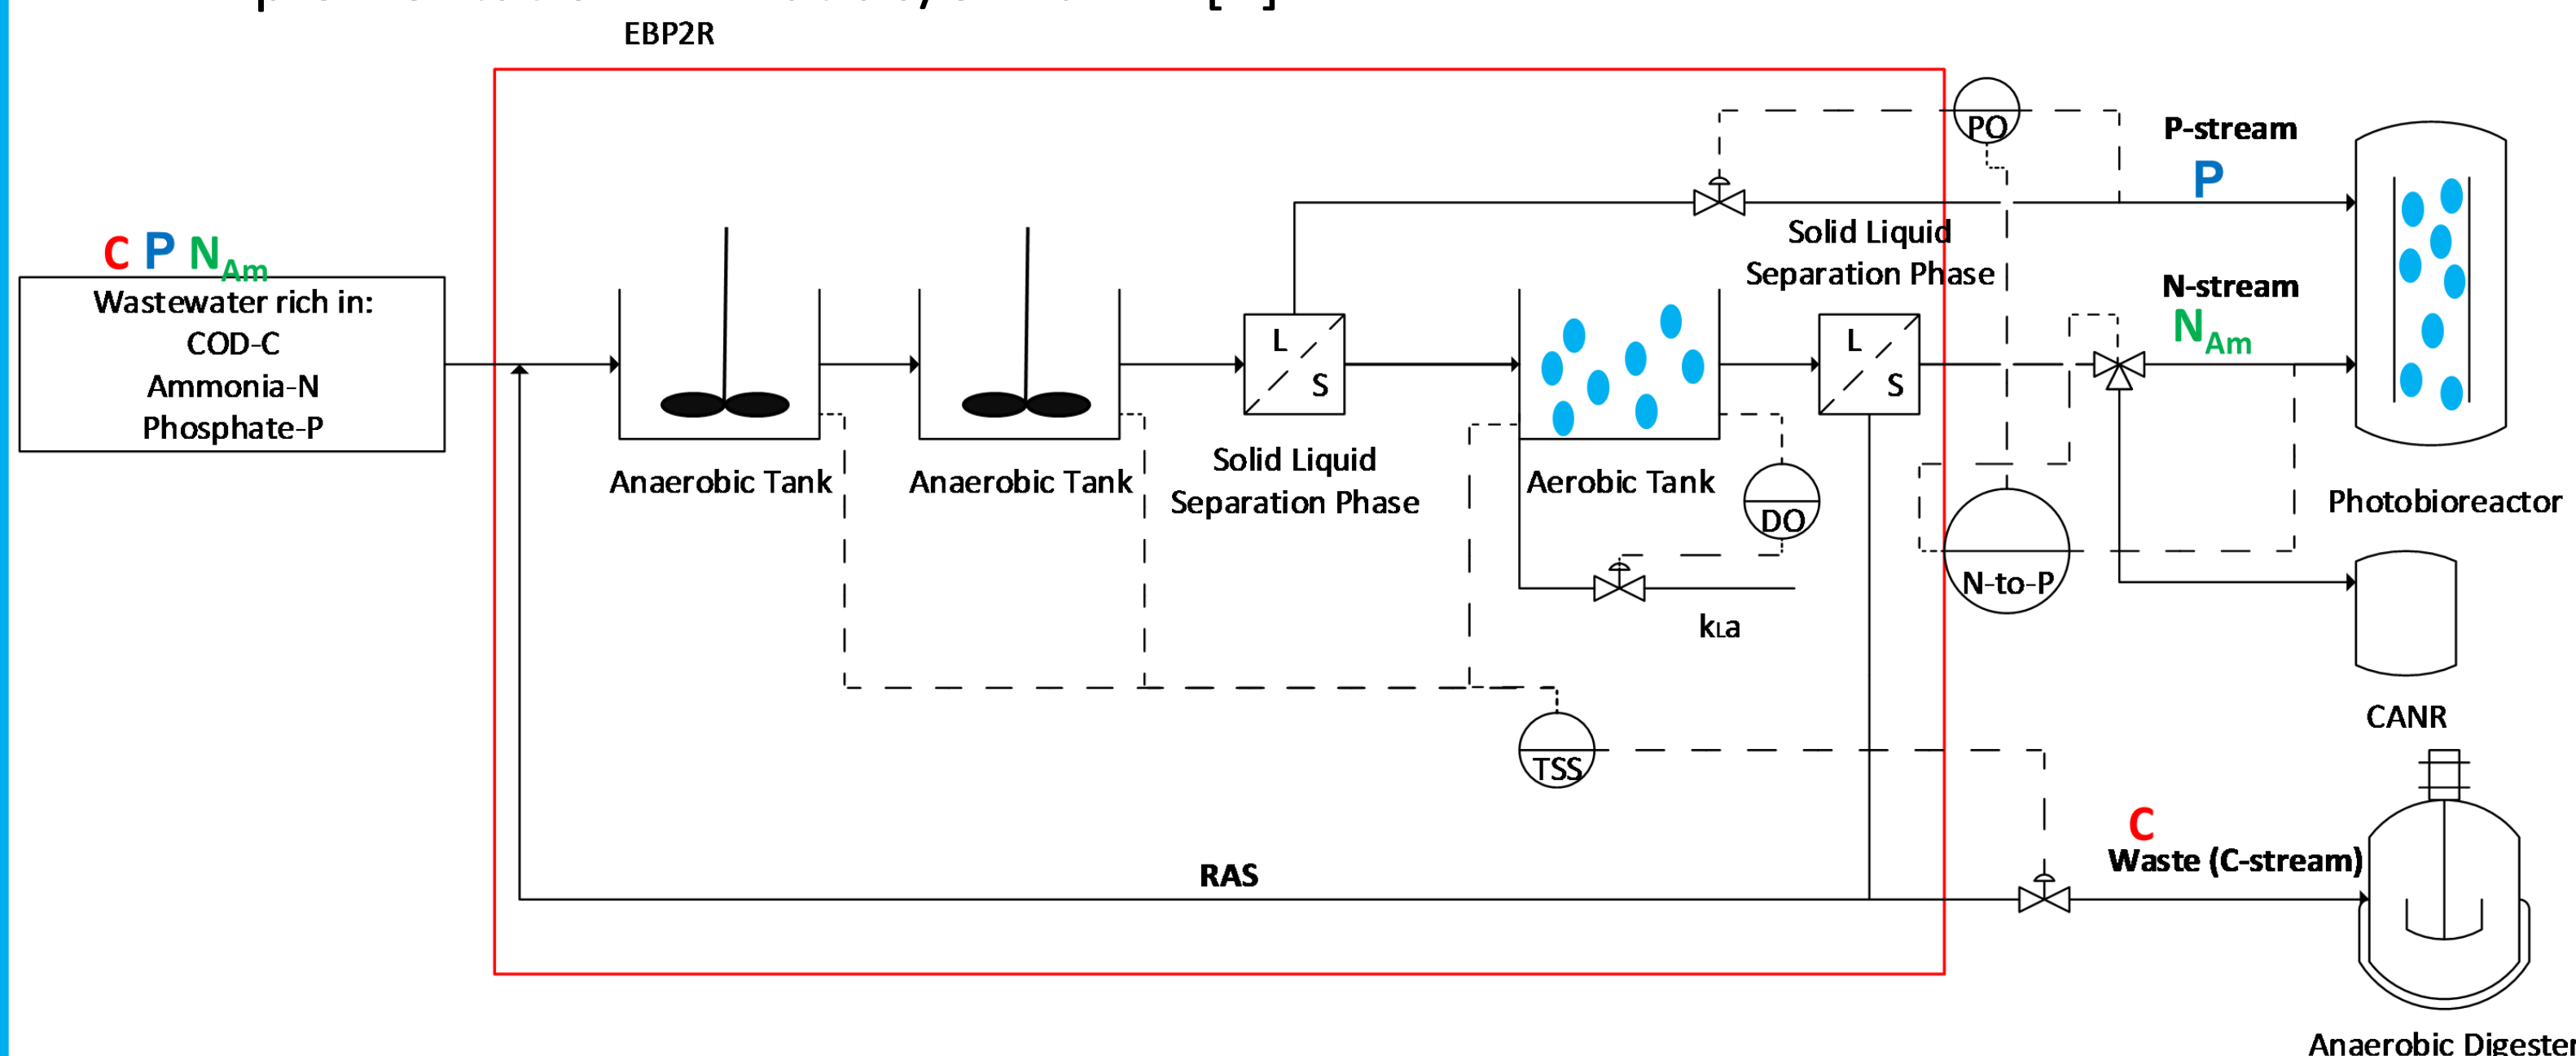 EBP2R
C P NAm
Wastewater rich in:
COD-C
Ammonia-N
Phosphate-P
PO
P-stream
P
Solid Liquid
Separation Phase
N-stream
NAm
L
S
L
S
Anaerobic Tank
Anaerobic Tank
Solid Liquid
Separation Phase
Aerobic Tank
DO
Photobioreactor
N-to-P
kLa
CANR
TSS
C
Waste (C-stream)
RAS
Anaerobic Digester